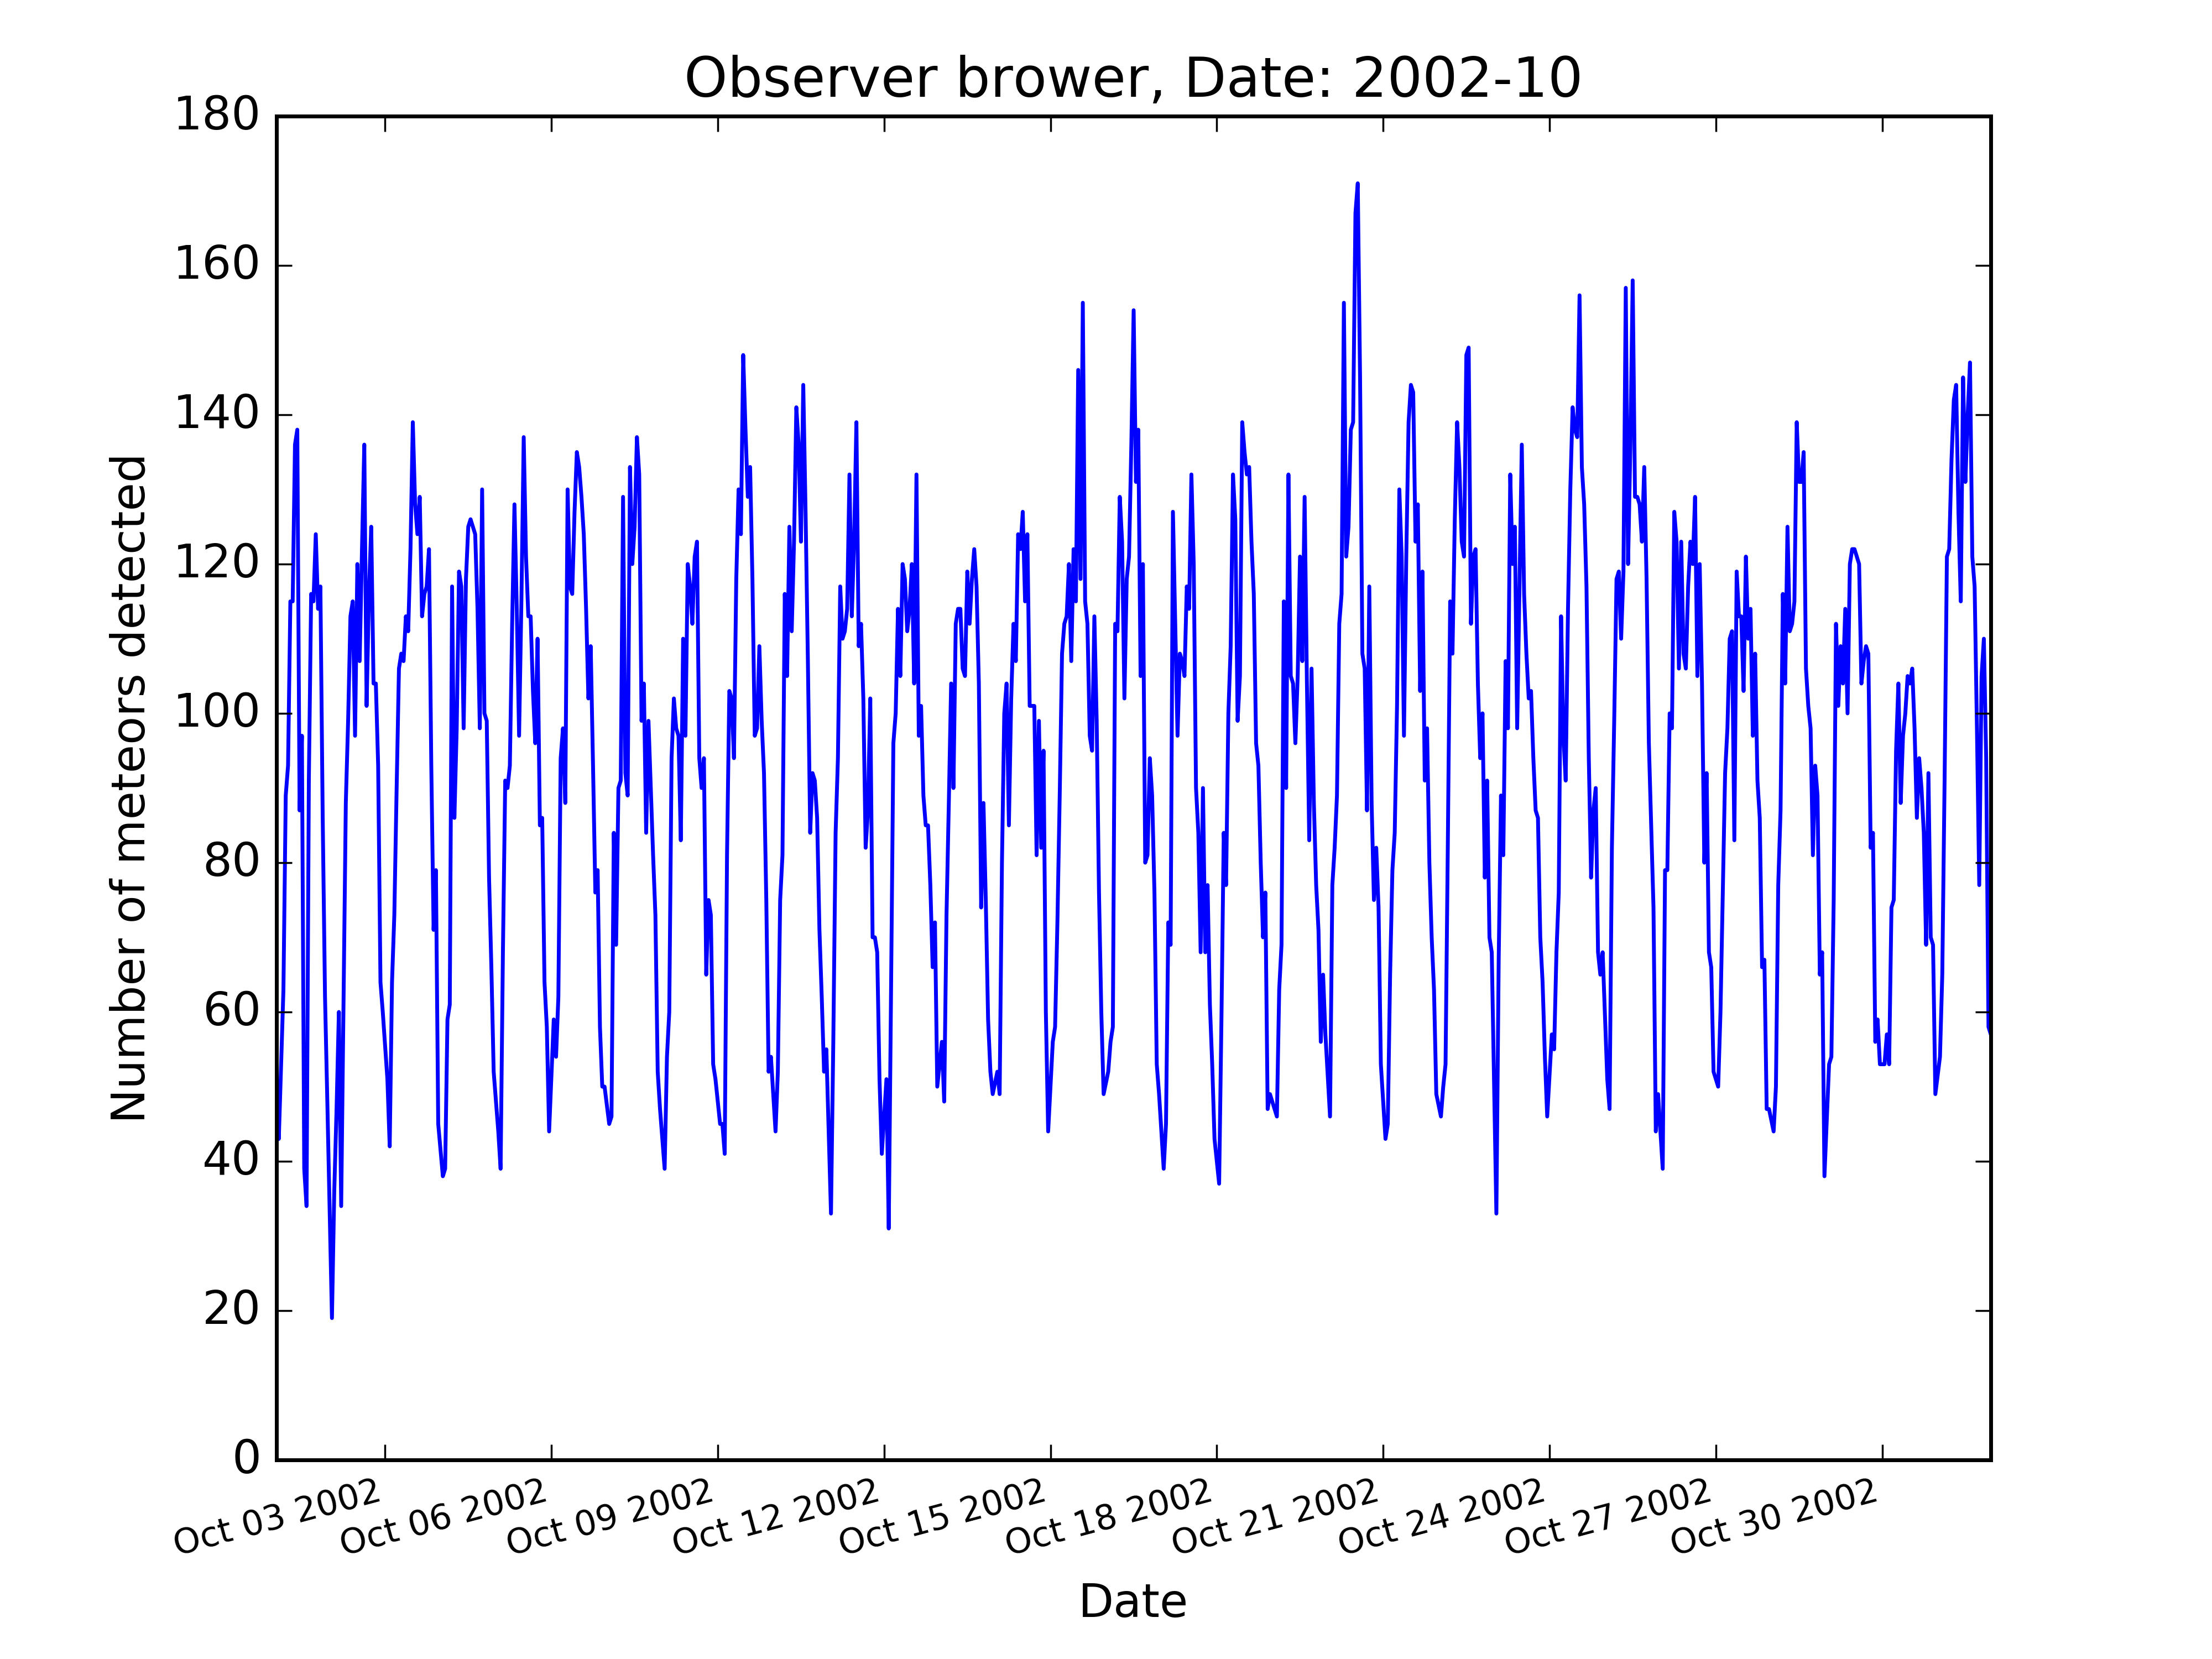 Observer brower, Date: 2002-10
180
160
140
120
100
80
60
40
20
0
Number of meteors detected
Oct 03 2002
Oct 06 2002
Oct 09 2002
Oct 12 2002
Oct 15 2002
Oct 18 2002
Oct 21 2002
Oct 24 2002
Oct 27 2002
Oct 30 2002
Date